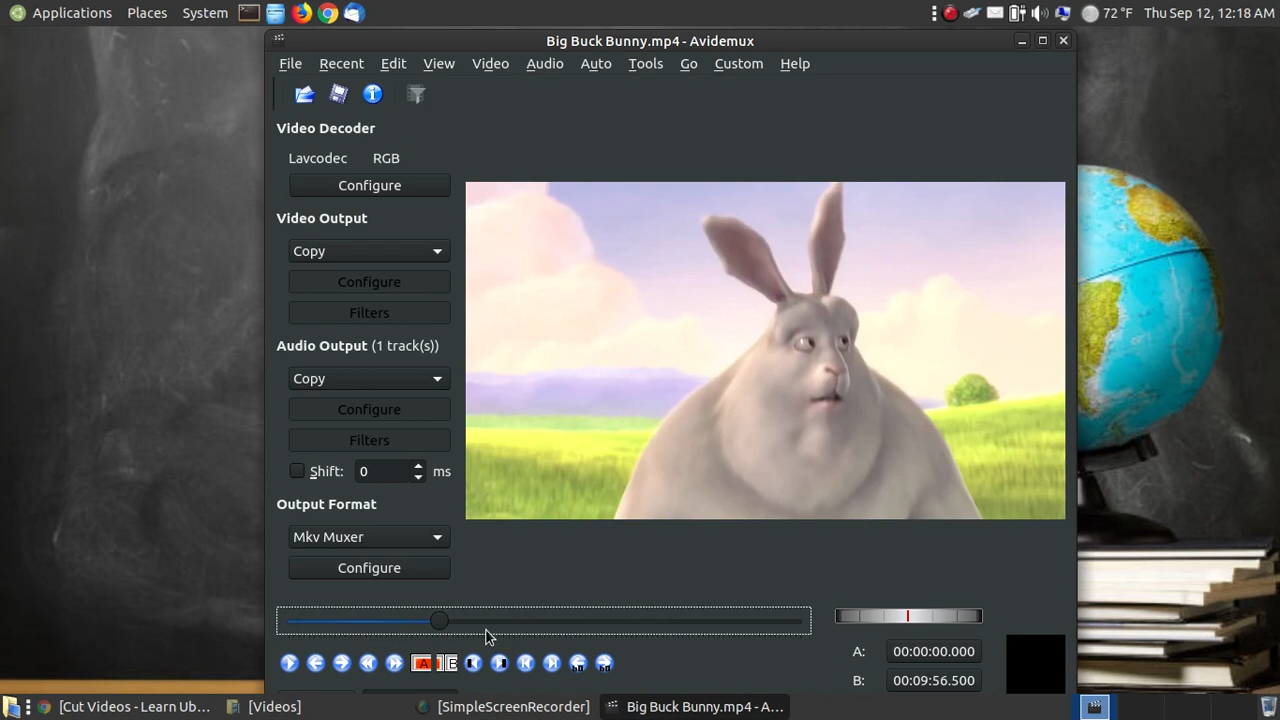 Applications Places System 72 °F Thu Sep 12, 12:18 AM
Big Buck Bunny.mp4 - Avidemux
File Recent Edit View Video Audio Auto Tools Go Custom Help
Video Decoder
Lavcodec RGB
Configure
Video Output
Copy
Configure
Filters
Audio Output (1 track(s))
Copy
Configure
Filters
Shift: 0 ms
Output Format
Mkv Muxer
Configure
A B 60 60
A: 00:00:00.000
B: 00:09:56.500
[Cut Videos - Learn Ub... [Videos] [SimpleScreenRecorder] Big Buck Bunny.mp4 - A...